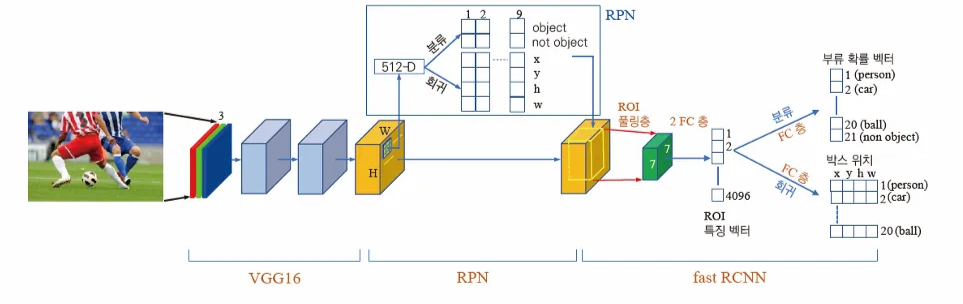 RPN
1 2 9
object
not object
분류
512-D
회귀
x
y
h
w
3
W
H
ROI
풀링층
2 FC 층
7
7
1
2
4096
ROI
특징 벡터
분류
FC 층
FC 층
회귀
부류 확률 벡터
1 (person)
2 (car)
20 (ball)
21 (non object)
박스 위치
x y h w
1(person)
2(car)
20(ball)
VGG16
RPN
fast RCNN